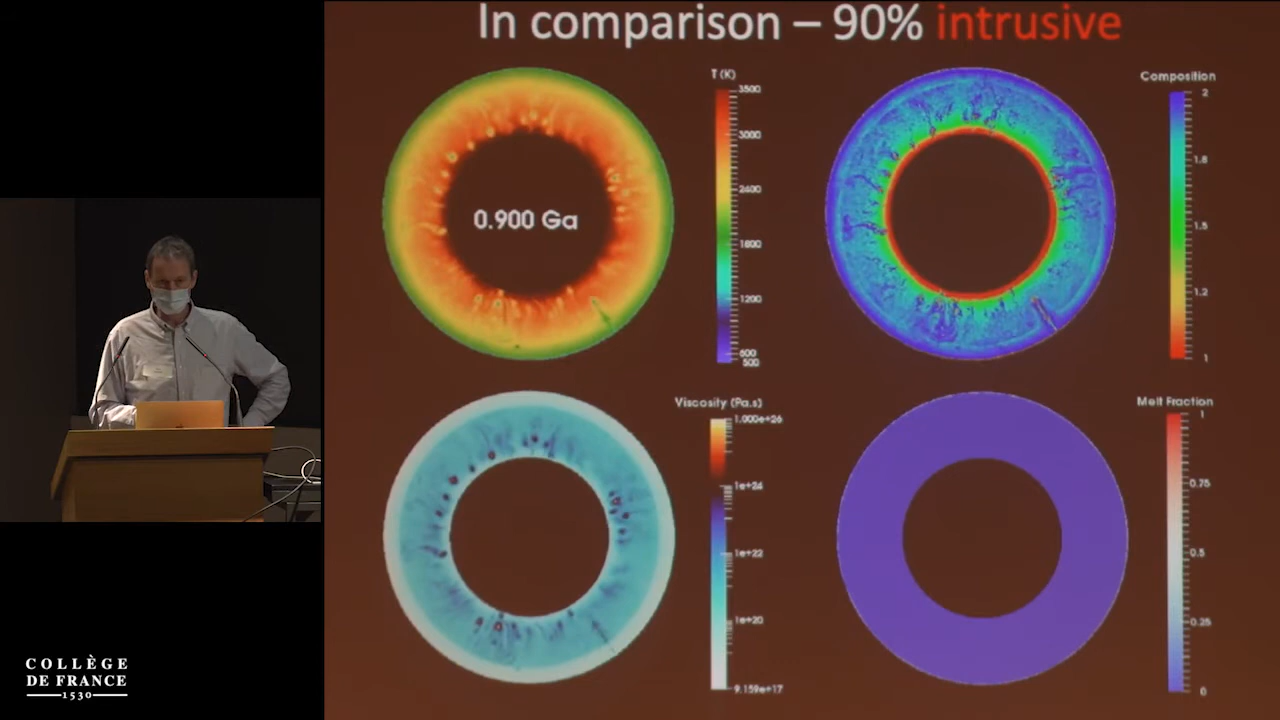 In comparison – 90% intrusive
T (K)
3500
3000
2400
1600
1200
600
500
0.900 Ga
Composition
2
1.8
1.5
1.2
1
Viscosity (Pa.s)
1.000e+26
1e+24
1e+22
1e+20
9.159e+17
Melt Fraction
1
0.75
0.5
0.25
0
COLLÈGE
DE FRANCE
1530